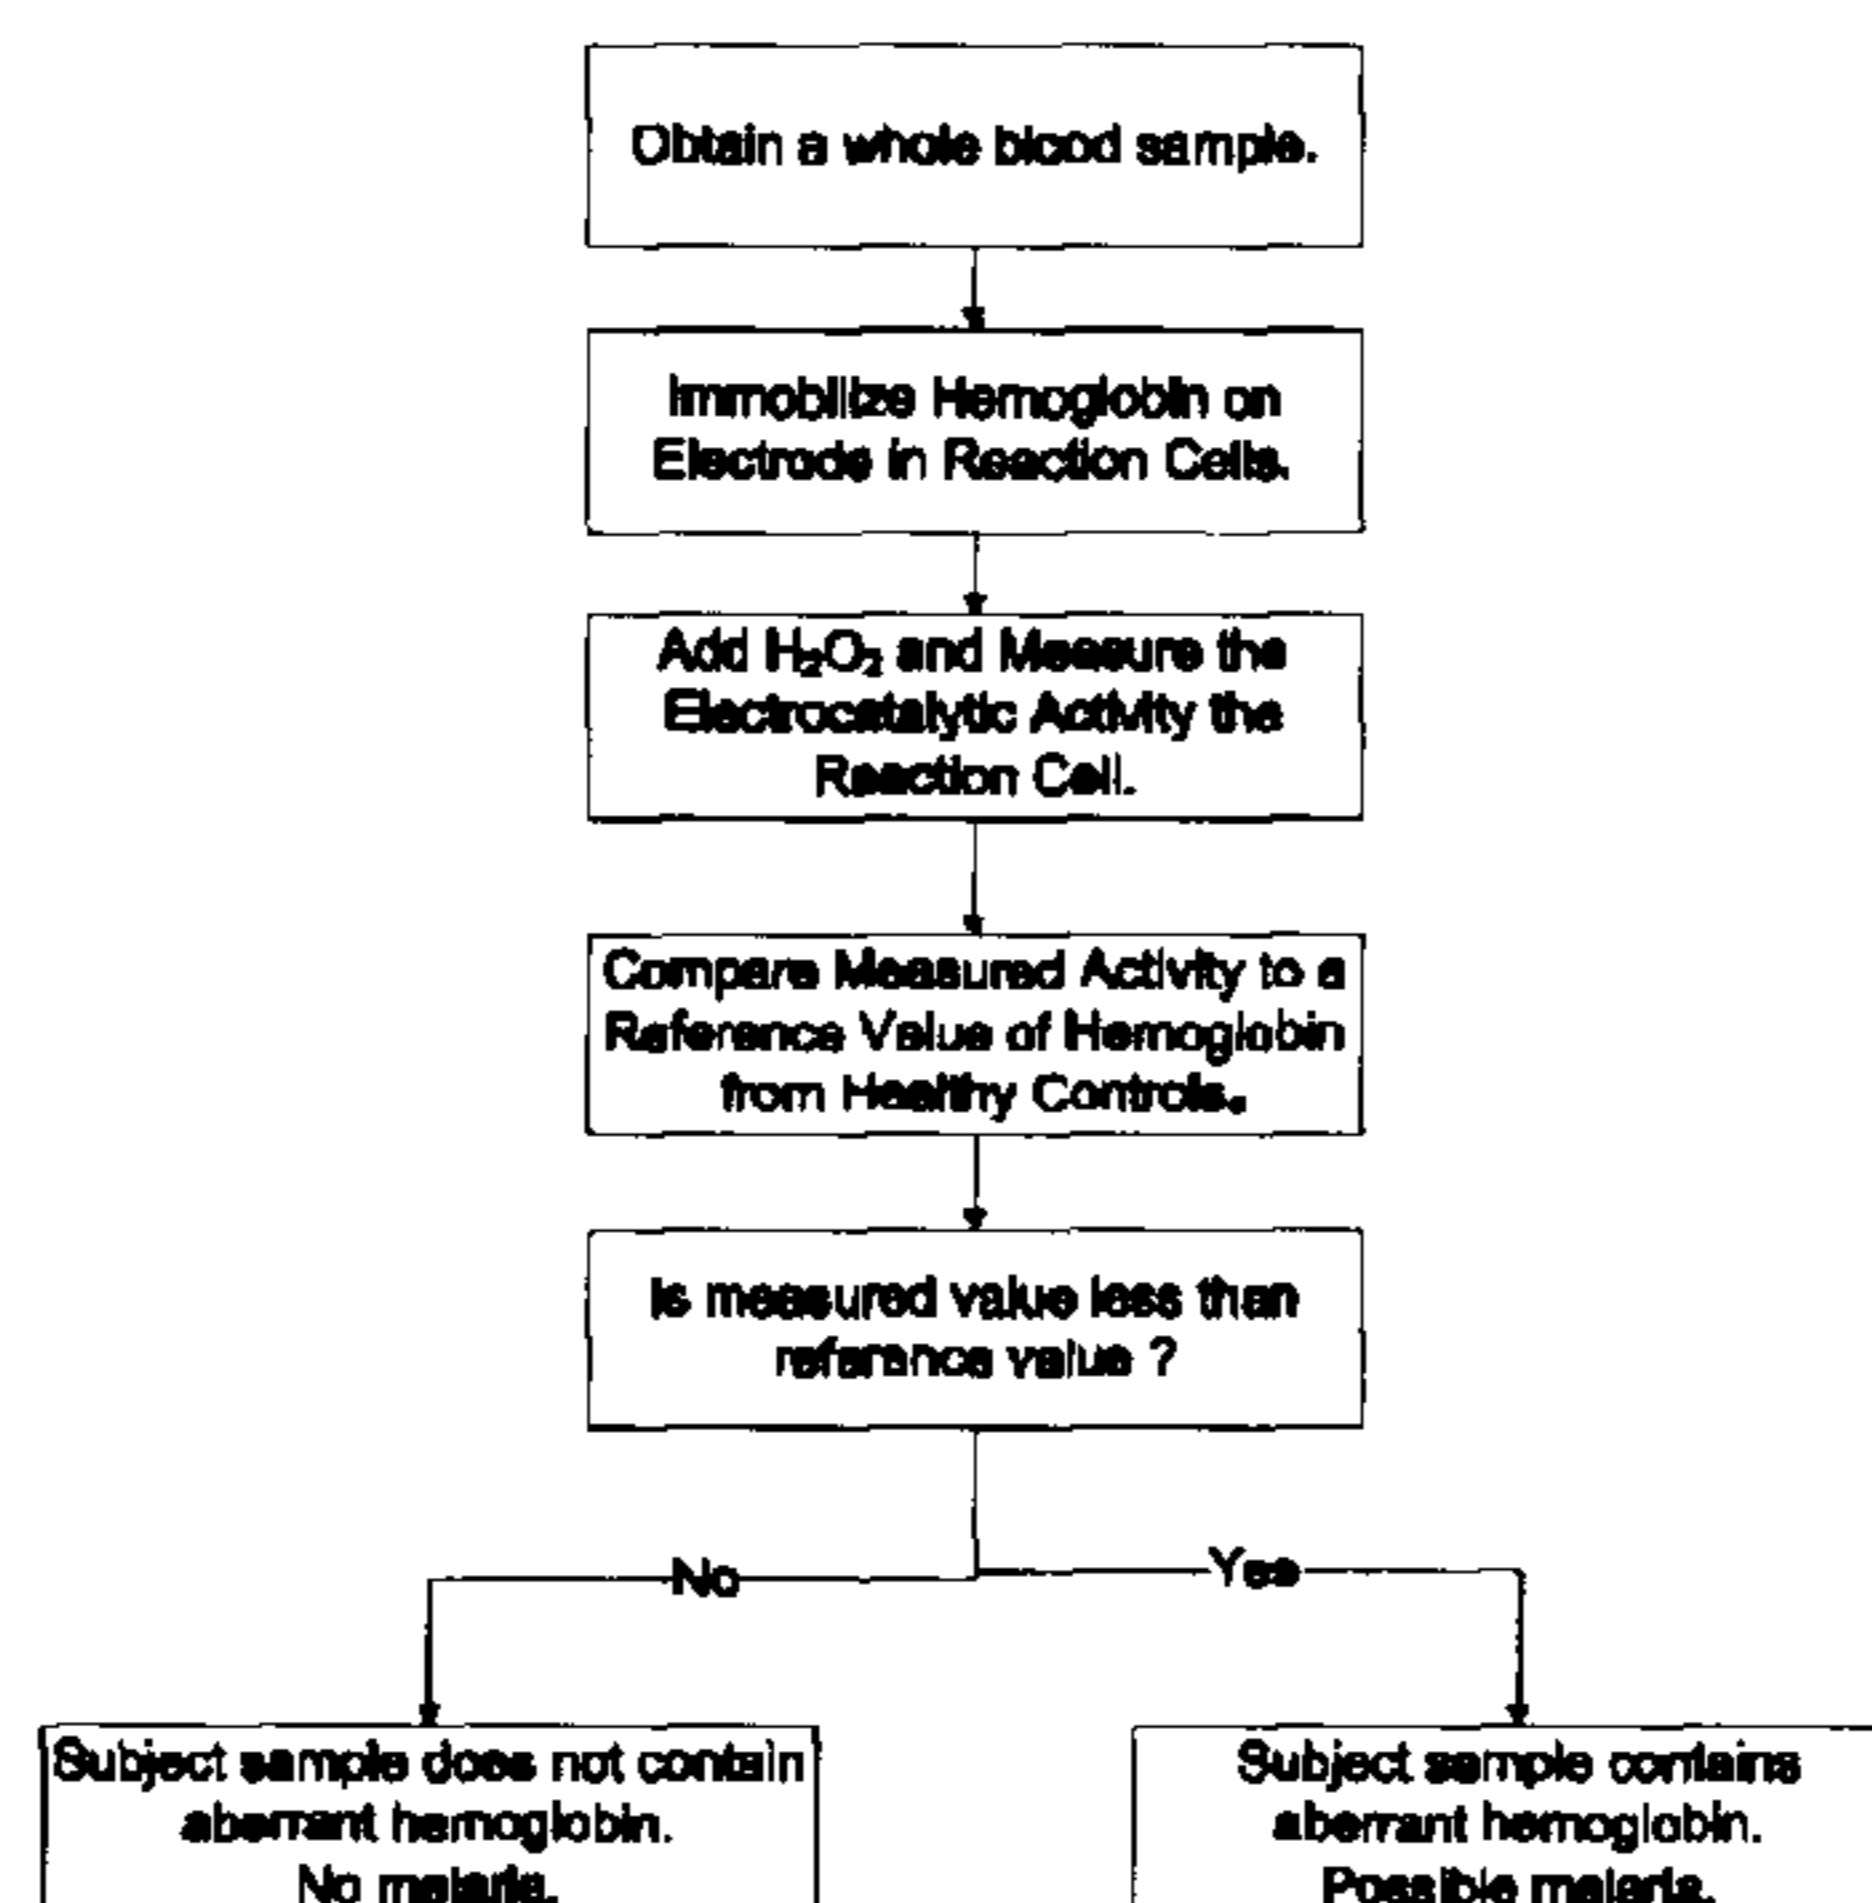 Obtain a whole blood sample.
Immobilize Hemoglobin on
Electrode in Reaction Cells.
Add H₂O₂ and Measure the
Electrocatalytic Activity the
Reaction Cell.
Compare Measured Activity to a
Reference Value of Hemoglobin
from Healthy Controls.
Is measured value less than
reference value ?
No
Yes
Subject sample does not contain
aberrant hemoglobin.
No malaria.
Subject sample contains
aberrant hemoglobin.
Possible malaria.